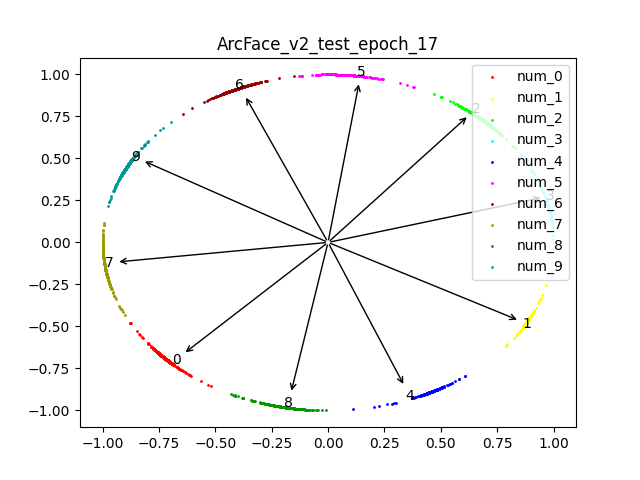 ArcFace_v2_test_epoch_17
1.00
0.75
0.50
0.25
0.00
−0.25
−0.50
−0.75
−1.00
−1.00
−0.75
−0.50
−0.25
0.00
0.25
0.50
0.75
1.00
5
6
2
9
3
7
1
0
8
4
num_0
num_1
num_2
num_3
num_4
num_5
num_6
num_7
num_8
num_9